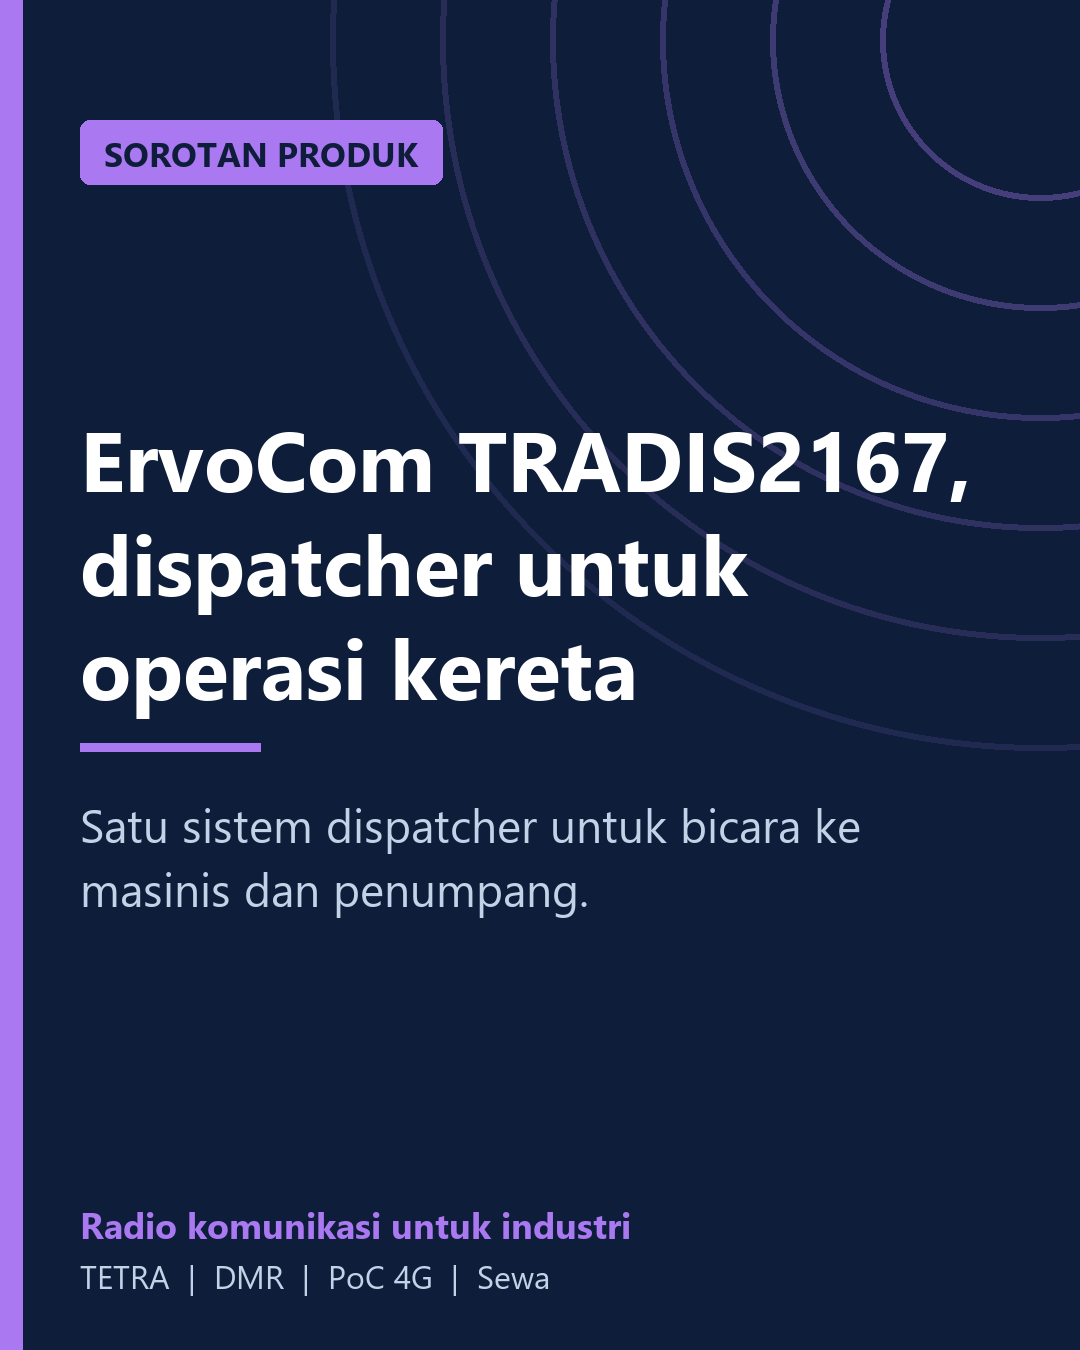 SOROTAN PRODUK
ErvoCom TRADIS2167,
dispatcher untuk
operasi kereta
Satu sistem dispatcher untuk bicara ke
masinis dan penumpang.
Radio komunikasi untuk industri
TETRA | DMR | PoC 4G | Sewa